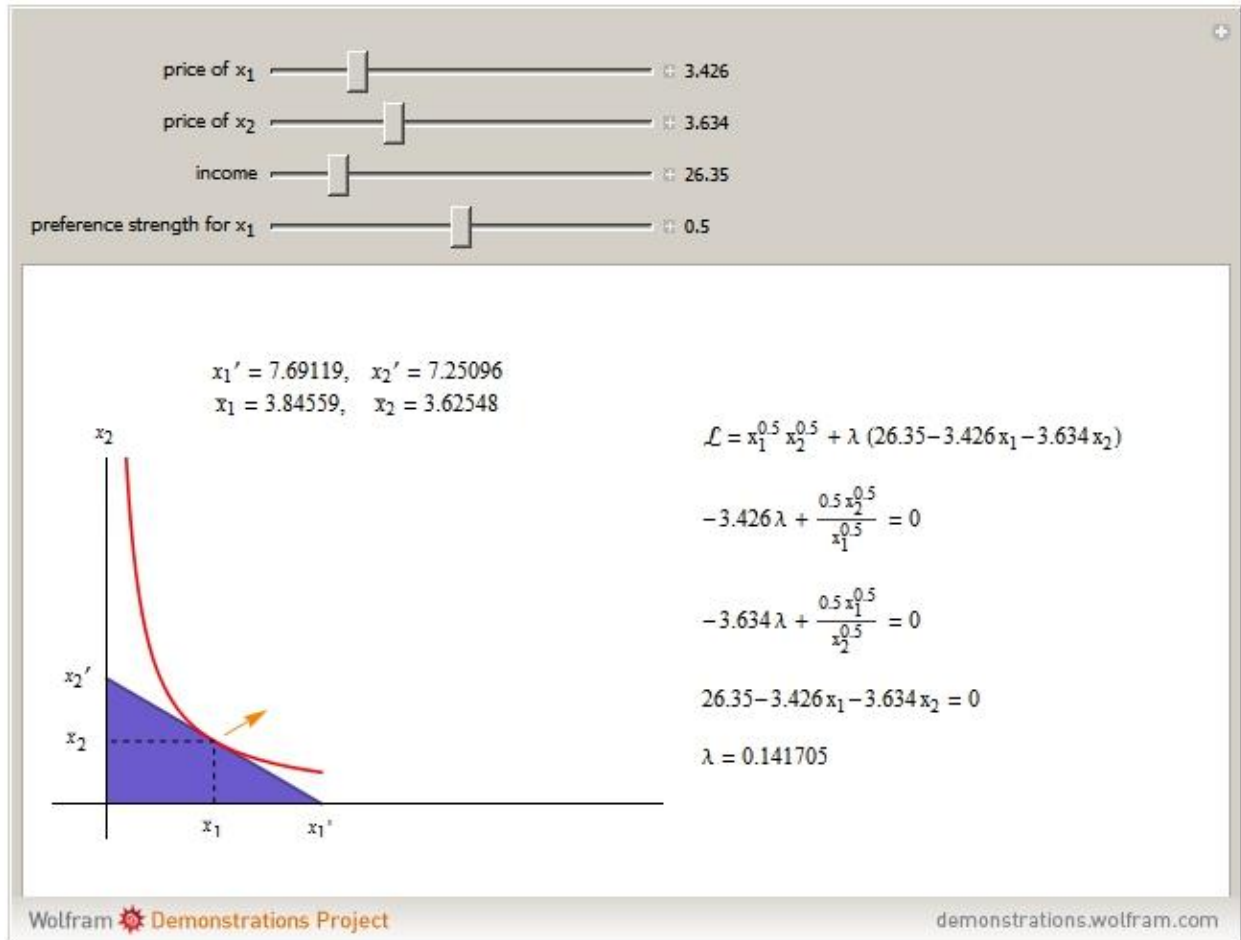 price of x₁ 3.426
price of x₂ 3.634
income 26.35
preference strength for x₁ 0.5
x₁′ = 7.69119, x₂′ = 7.25096
x₁ = 3.84559, x₂ = 3.62548
x₂
ℒ = x₁^0.5 x₂^0.5 + λ (26.35−3.426 x₁−3.634 x₂)
−3.426 λ + 0.5 x₂^0.5 / x₁^0.5 = 0
−3.634 λ + 0.5 x₁^0.5 / x₂^0.5 = 0
x₂′
26.35−3.426 x₁−3.634 x₂ = 0
x₂
λ = 0.141705
x₁ x₁′
Wolfram Demonstrations Project demonstrations.wolfram.com